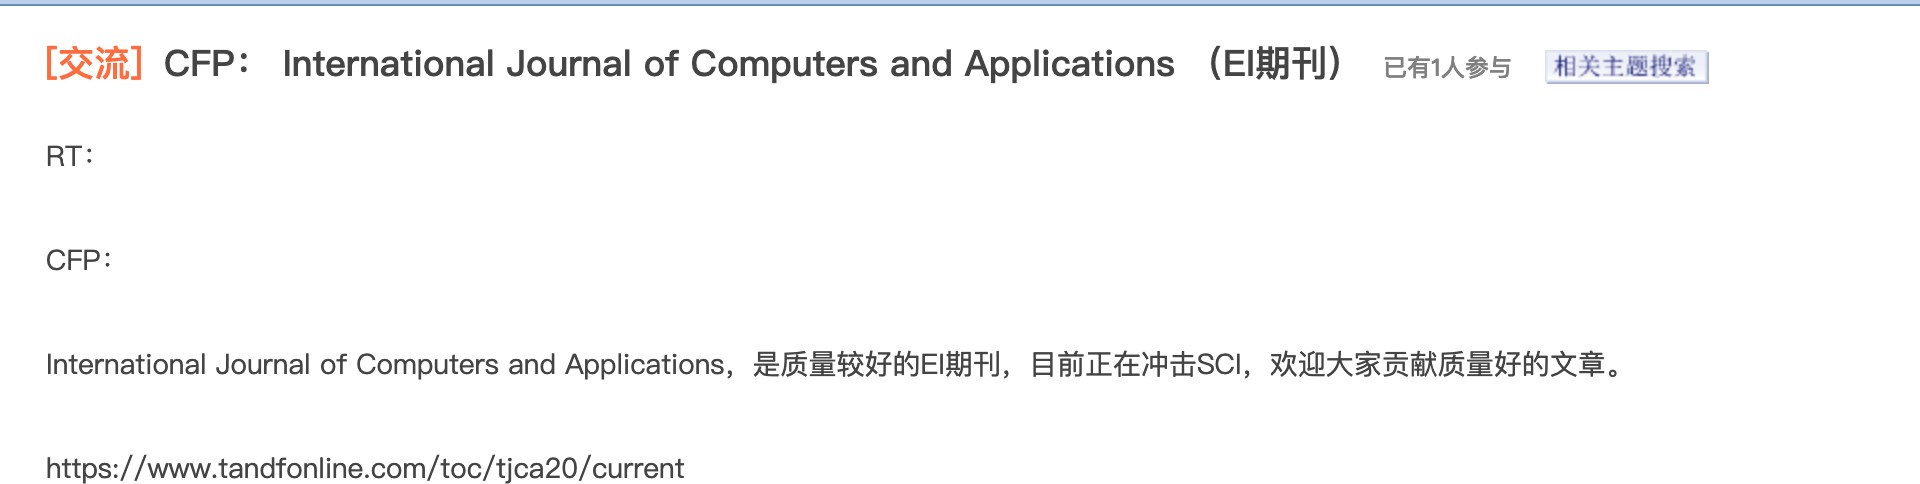 [交流] CFP： International Journal of Computers and Applications （EI期刊） 已有1人参与 相关主题搜索
RT：
CFP：
International Journal of Computers and Applications，是质量较好的EI期刊，目前正在冲击SCI，欢迎大家贡献质量好的文章。
https://www.tandfonline.com/toc/tjca20/current